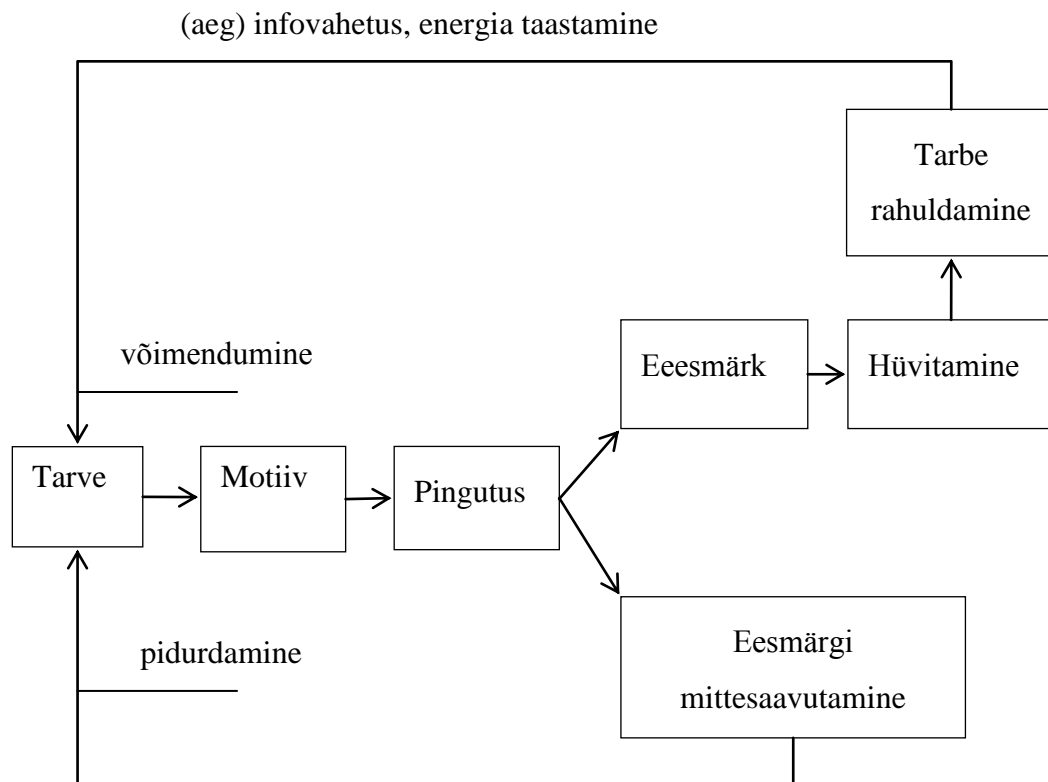 (aeg) infovahetus, energia taastamine
Tarbe
rahuldamine
võimendumine
Eeesmärk
Hüvitamine
Tarve
Motiiv
Pingutus
pidurdamine
Eesmärgi
mittesaavutamine